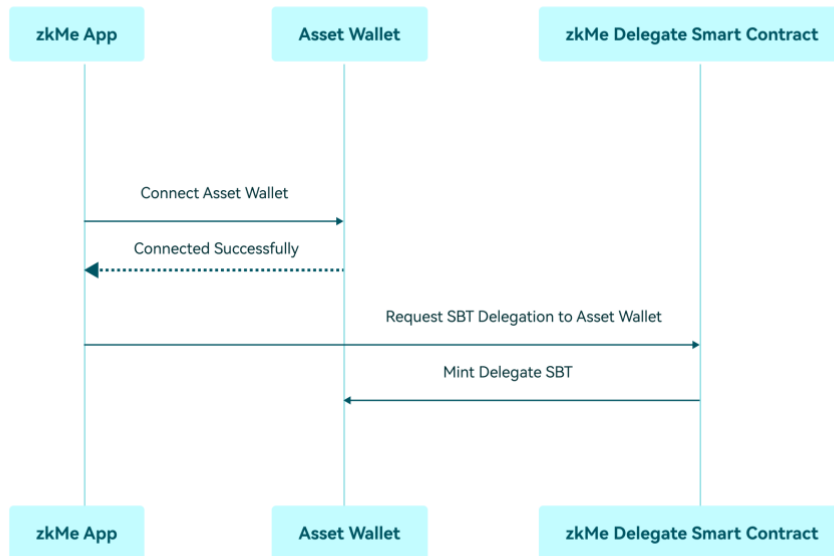 zkMe App
Asset Wallet
zkMe Delegate Smart Contract
Connect Asset Wallet
Connected Successfully
Request SBT Delegation to Asset Wallet
Mint Delegate SBT
zkMe App
Asset Wallet
zkMe Delegate Smart Contract